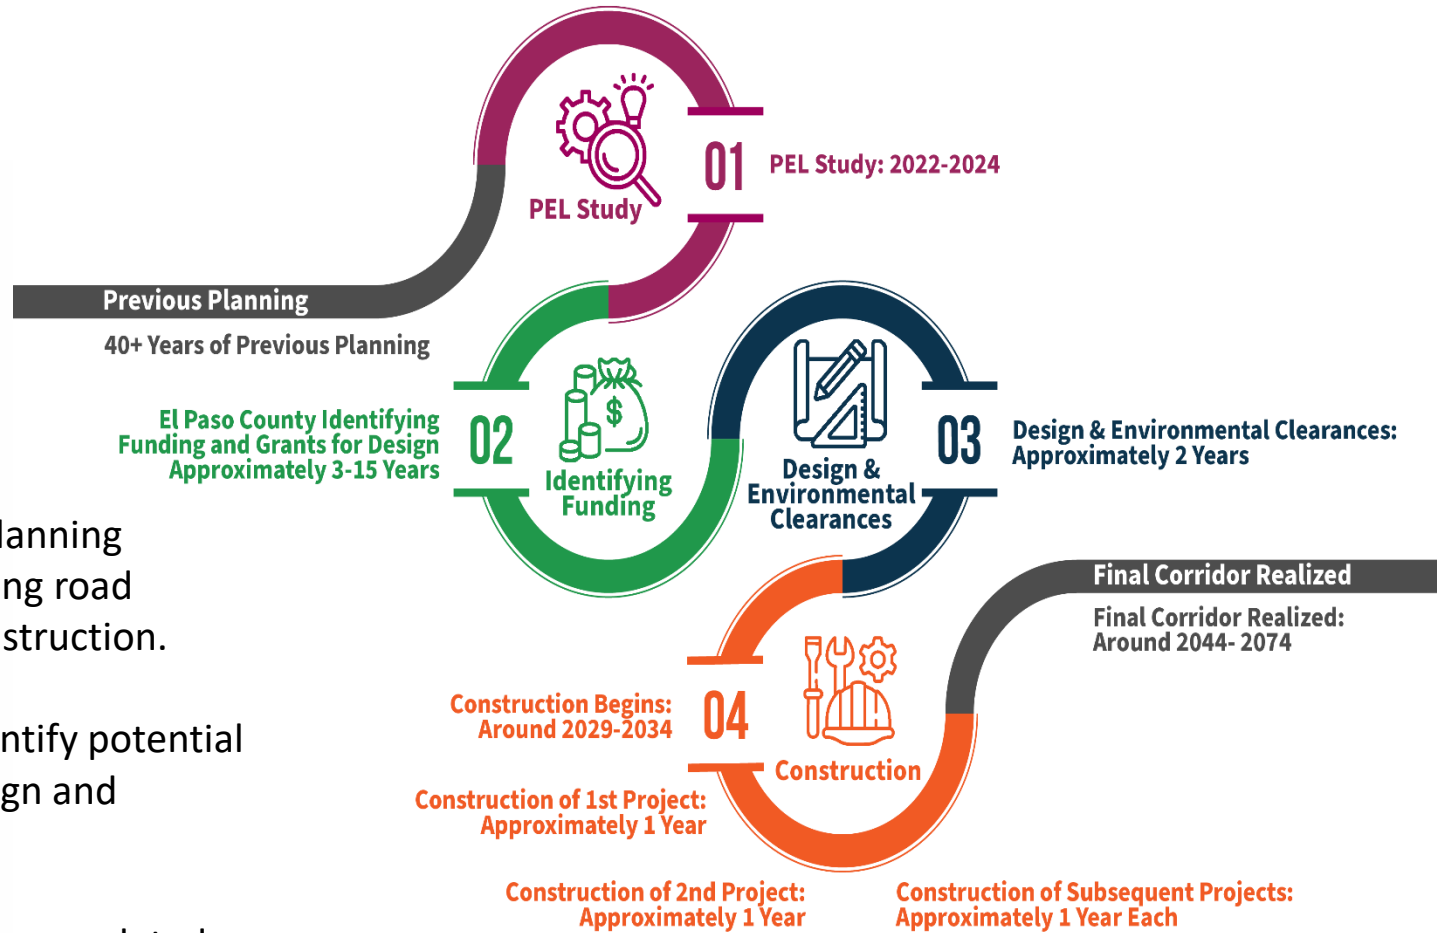 01
PEL Study: 2022-2024
PEL Study
Previous Planning
40+ Years of Previous Planning
El Paso County Identifying
Funding and Grants for Design
Approximately 3-15 Years
02
$
Identifying
Funding
Design &
Environmental
Clearances
03
Design & Environmental Clearances:
Approximately 2 Years
lanning
ing road
struction.
ntify potential
gn and
Final Corridor Realized
Final Corridor Realized:
Around 2044- 2074
Construction Begins:
Around 2029-2034
04
Construction
Construction of 1st Project:
Approximately 1 Year
Construction of 2nd Project:
Approximately 1 Year
Construction of Subsequent Projects:
Approximately 1 Year Each